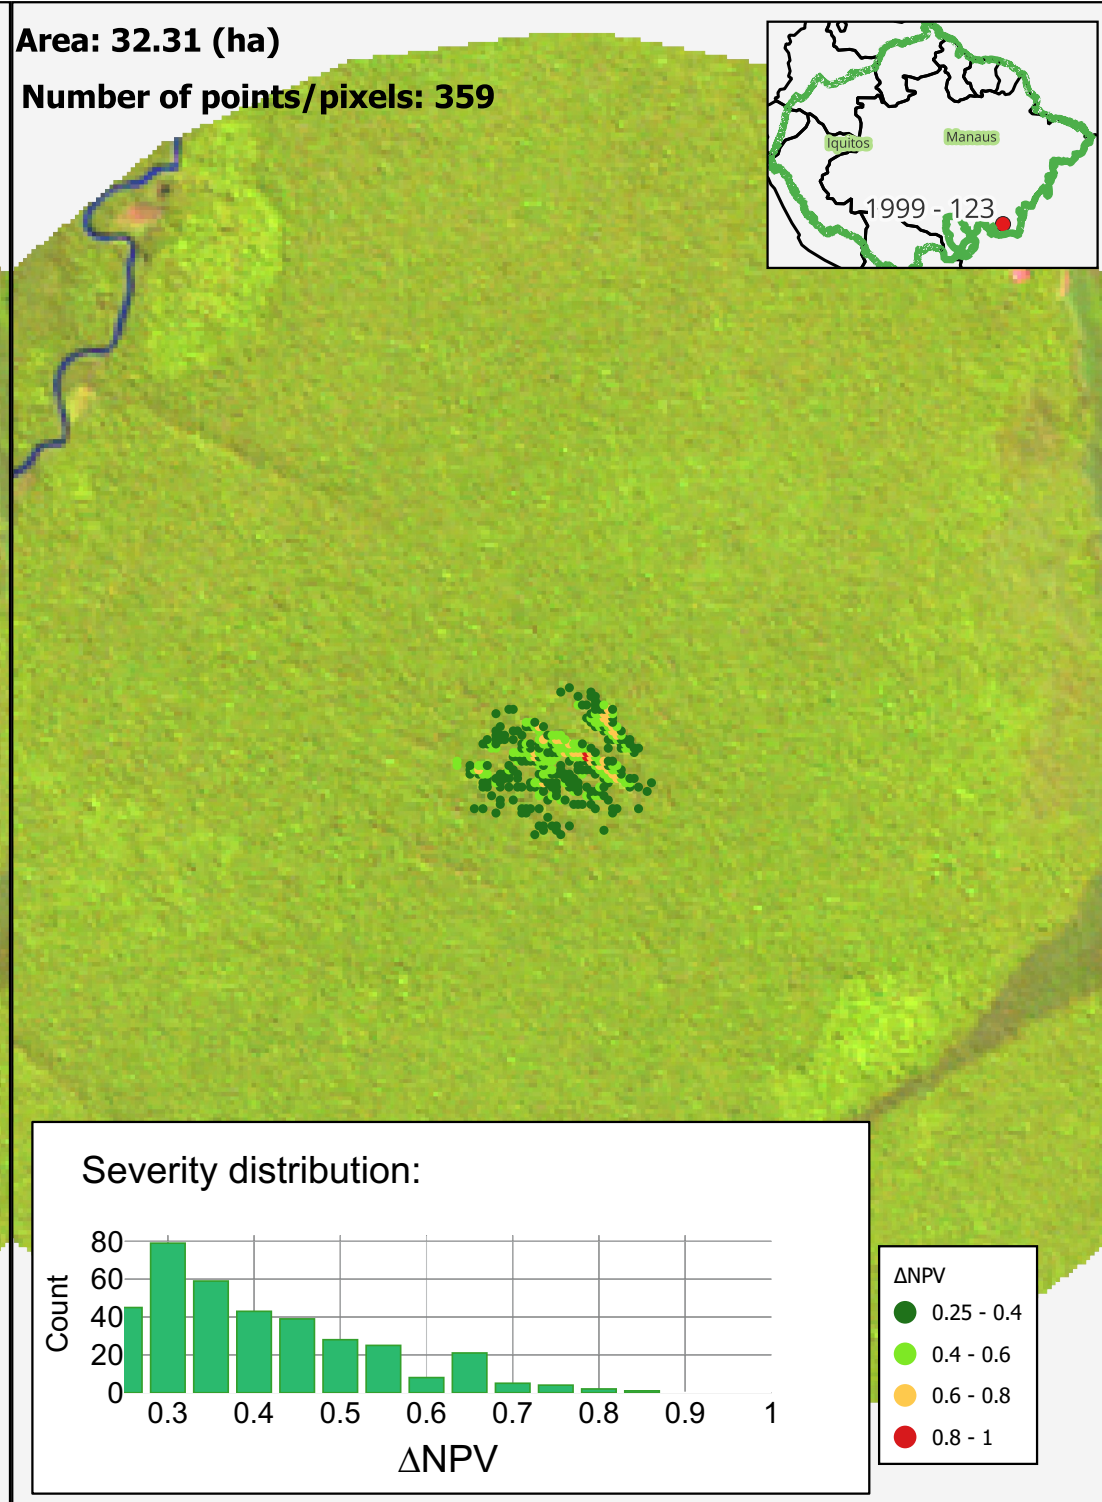 Area: 32.31 (ha)
Number of points/pixels: 359
Iquitos
Manaus
1999 - 123
Severity distribution:
80
60
40
20
0
Count
0.3 0.4 0.5 0.6 0.7 0.8 0.9 1
ΔNPV
ΔNPV
0.25 - 0.4
0.4 - 0.6
0.6 - 0.8
0.8 - 1